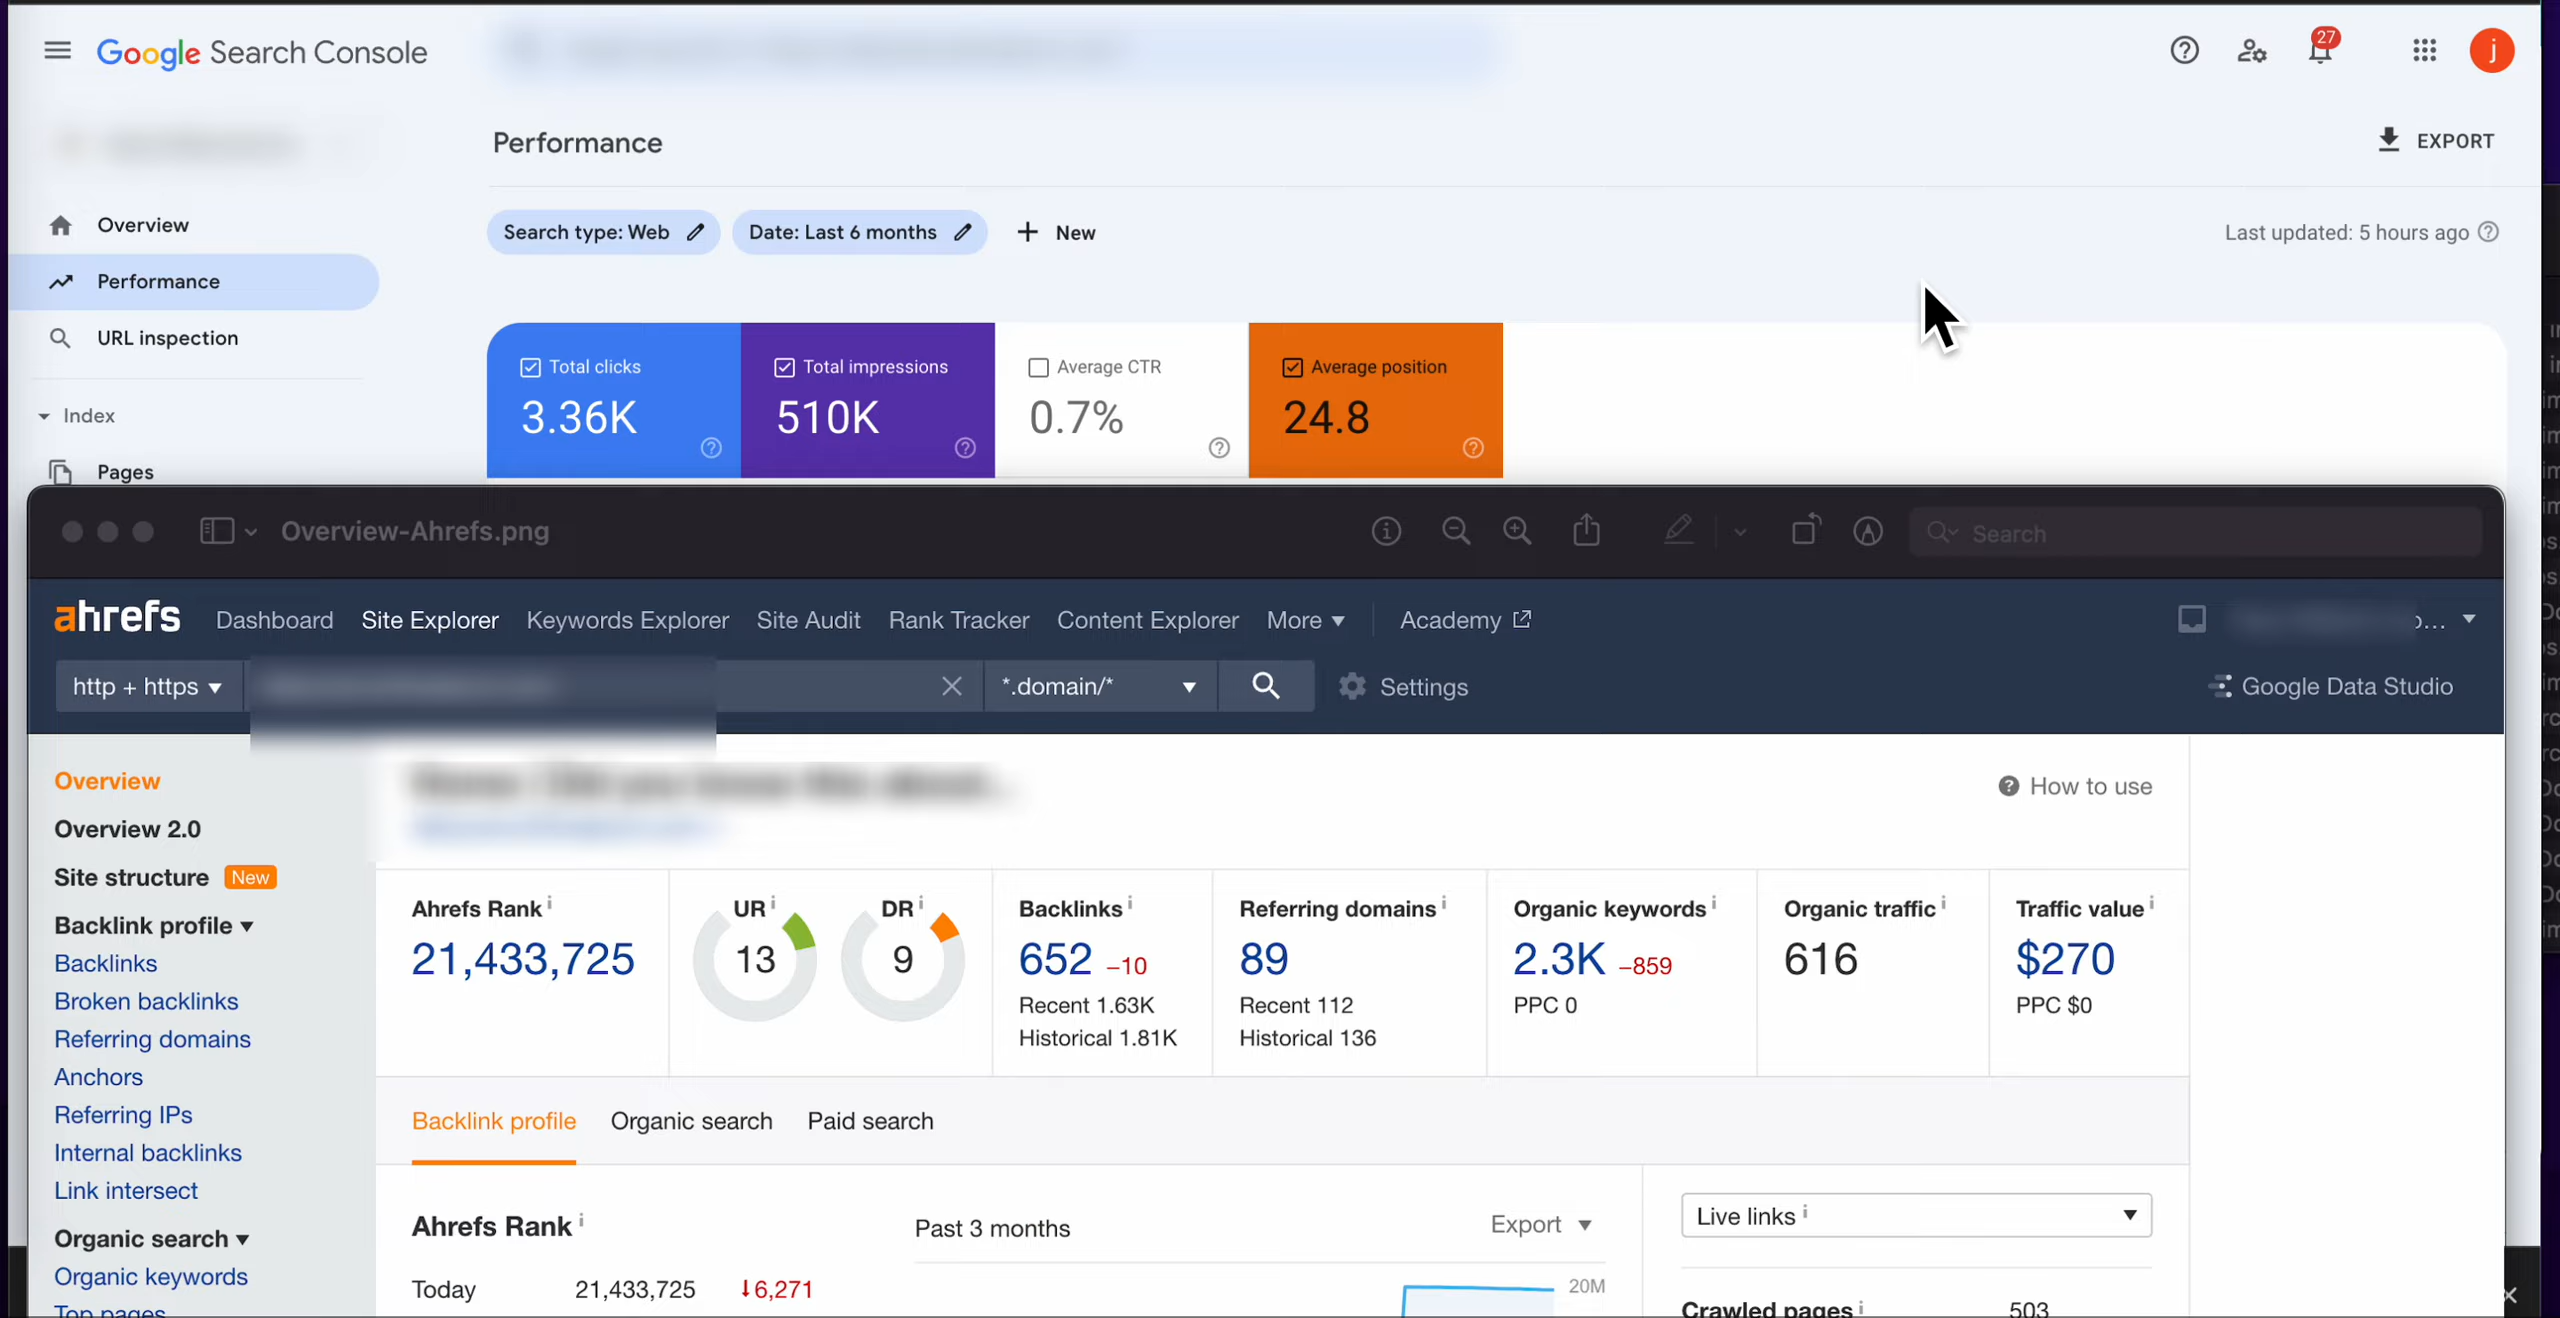 Google Search Console
27
j
Performance
EXPORT
Overview
Search type: Web
Date: Last 6 months
New
Last updated: 5 hours ago
Performance
URL inspection
Index
Pages
Total clicks
3.36K
Total impressions
510K
Average CTR
0.7%
Average position
24.8
Overview-Ahrefs.png
Search
ahrefs
Dashboard
Site Explorer
Keywords Explorer
Site Audit
Rank Tracker
Content Explorer
More
Academy
http + https
*.domain/*
Settings
Google Data Studio
How to use
Overview
Overview 2.0
Site structure New
Backlink profile
Backlinks
Broken backlinks
Referring domains
Anchors
Referring IPs
Internal backlinks
Link intersect
Organic search
Organic keywords
Top pages
Ahrefs Rank
21,433,725
UR
13
DR
9
Backlinks
652 -10
Recent 1.63K
Historical 1.81K
Referring domains
89
Recent 112
Historical 136
Organic keywords
2.3K -859
PPC 0
Organic traffic
616
Traffic value
$270
PPC $0
Backlink profile
Organic search
Paid search
Ahrefs Rank
Past 3 months
Export
Today
21,433,725
↓6,271
20M
Live links
Crawled pages
503